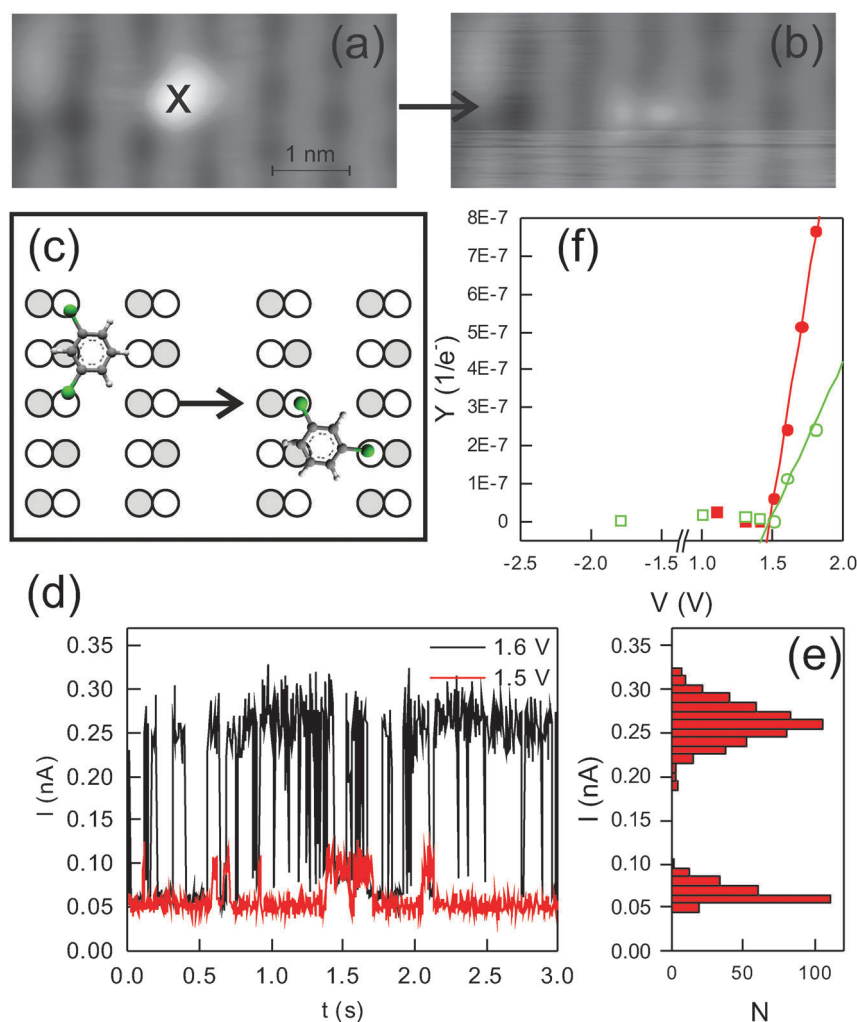 (a)
X
1 nm
(b)
(c)
(f)
8E-7
7E-7
6E-7
5E-7
4E-7
3E-7
2E-7
1E-7
0
Y (1/e-)
-2.5 -2.0 -1.5 1.0 1.5 2.0
V (V)
(d)
1.6 V
1.5 V
0.35
0.30
0.25
0.20
0.15
0.10
0.05
0.00
I (nA)
0.0 0.5 1.0 1.5 2.0 2.5 3.0
t (s)
(e)
0.35
0.30
0.25
0.20
0.10
0.05
0.00
I (nA)
0 50 100
N